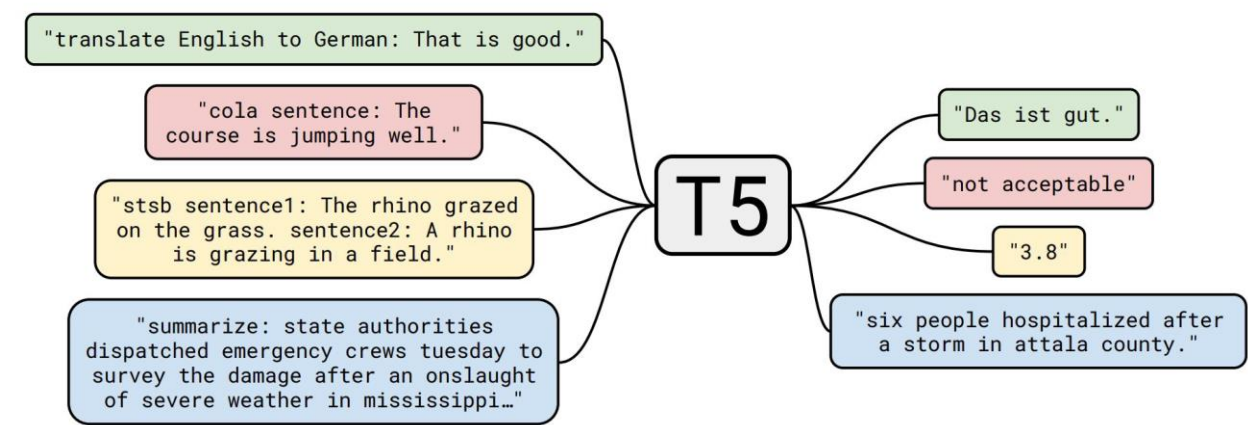 "translate English to German: That is good."
"cola sentence: The
course is jumping well."
"stsb sentence1: The rhino grazed
on the grass. sentence2: A rhino
is grazing in a field."
"summarize: state authorities
dispatched emergency crews tuesday to
survey the damage after an onslaught
of severe weather in mississippi…"
T5
"Das ist gut."
"not acceptable"
"3.8"
"six people hospitalized after
a storm in attala county."